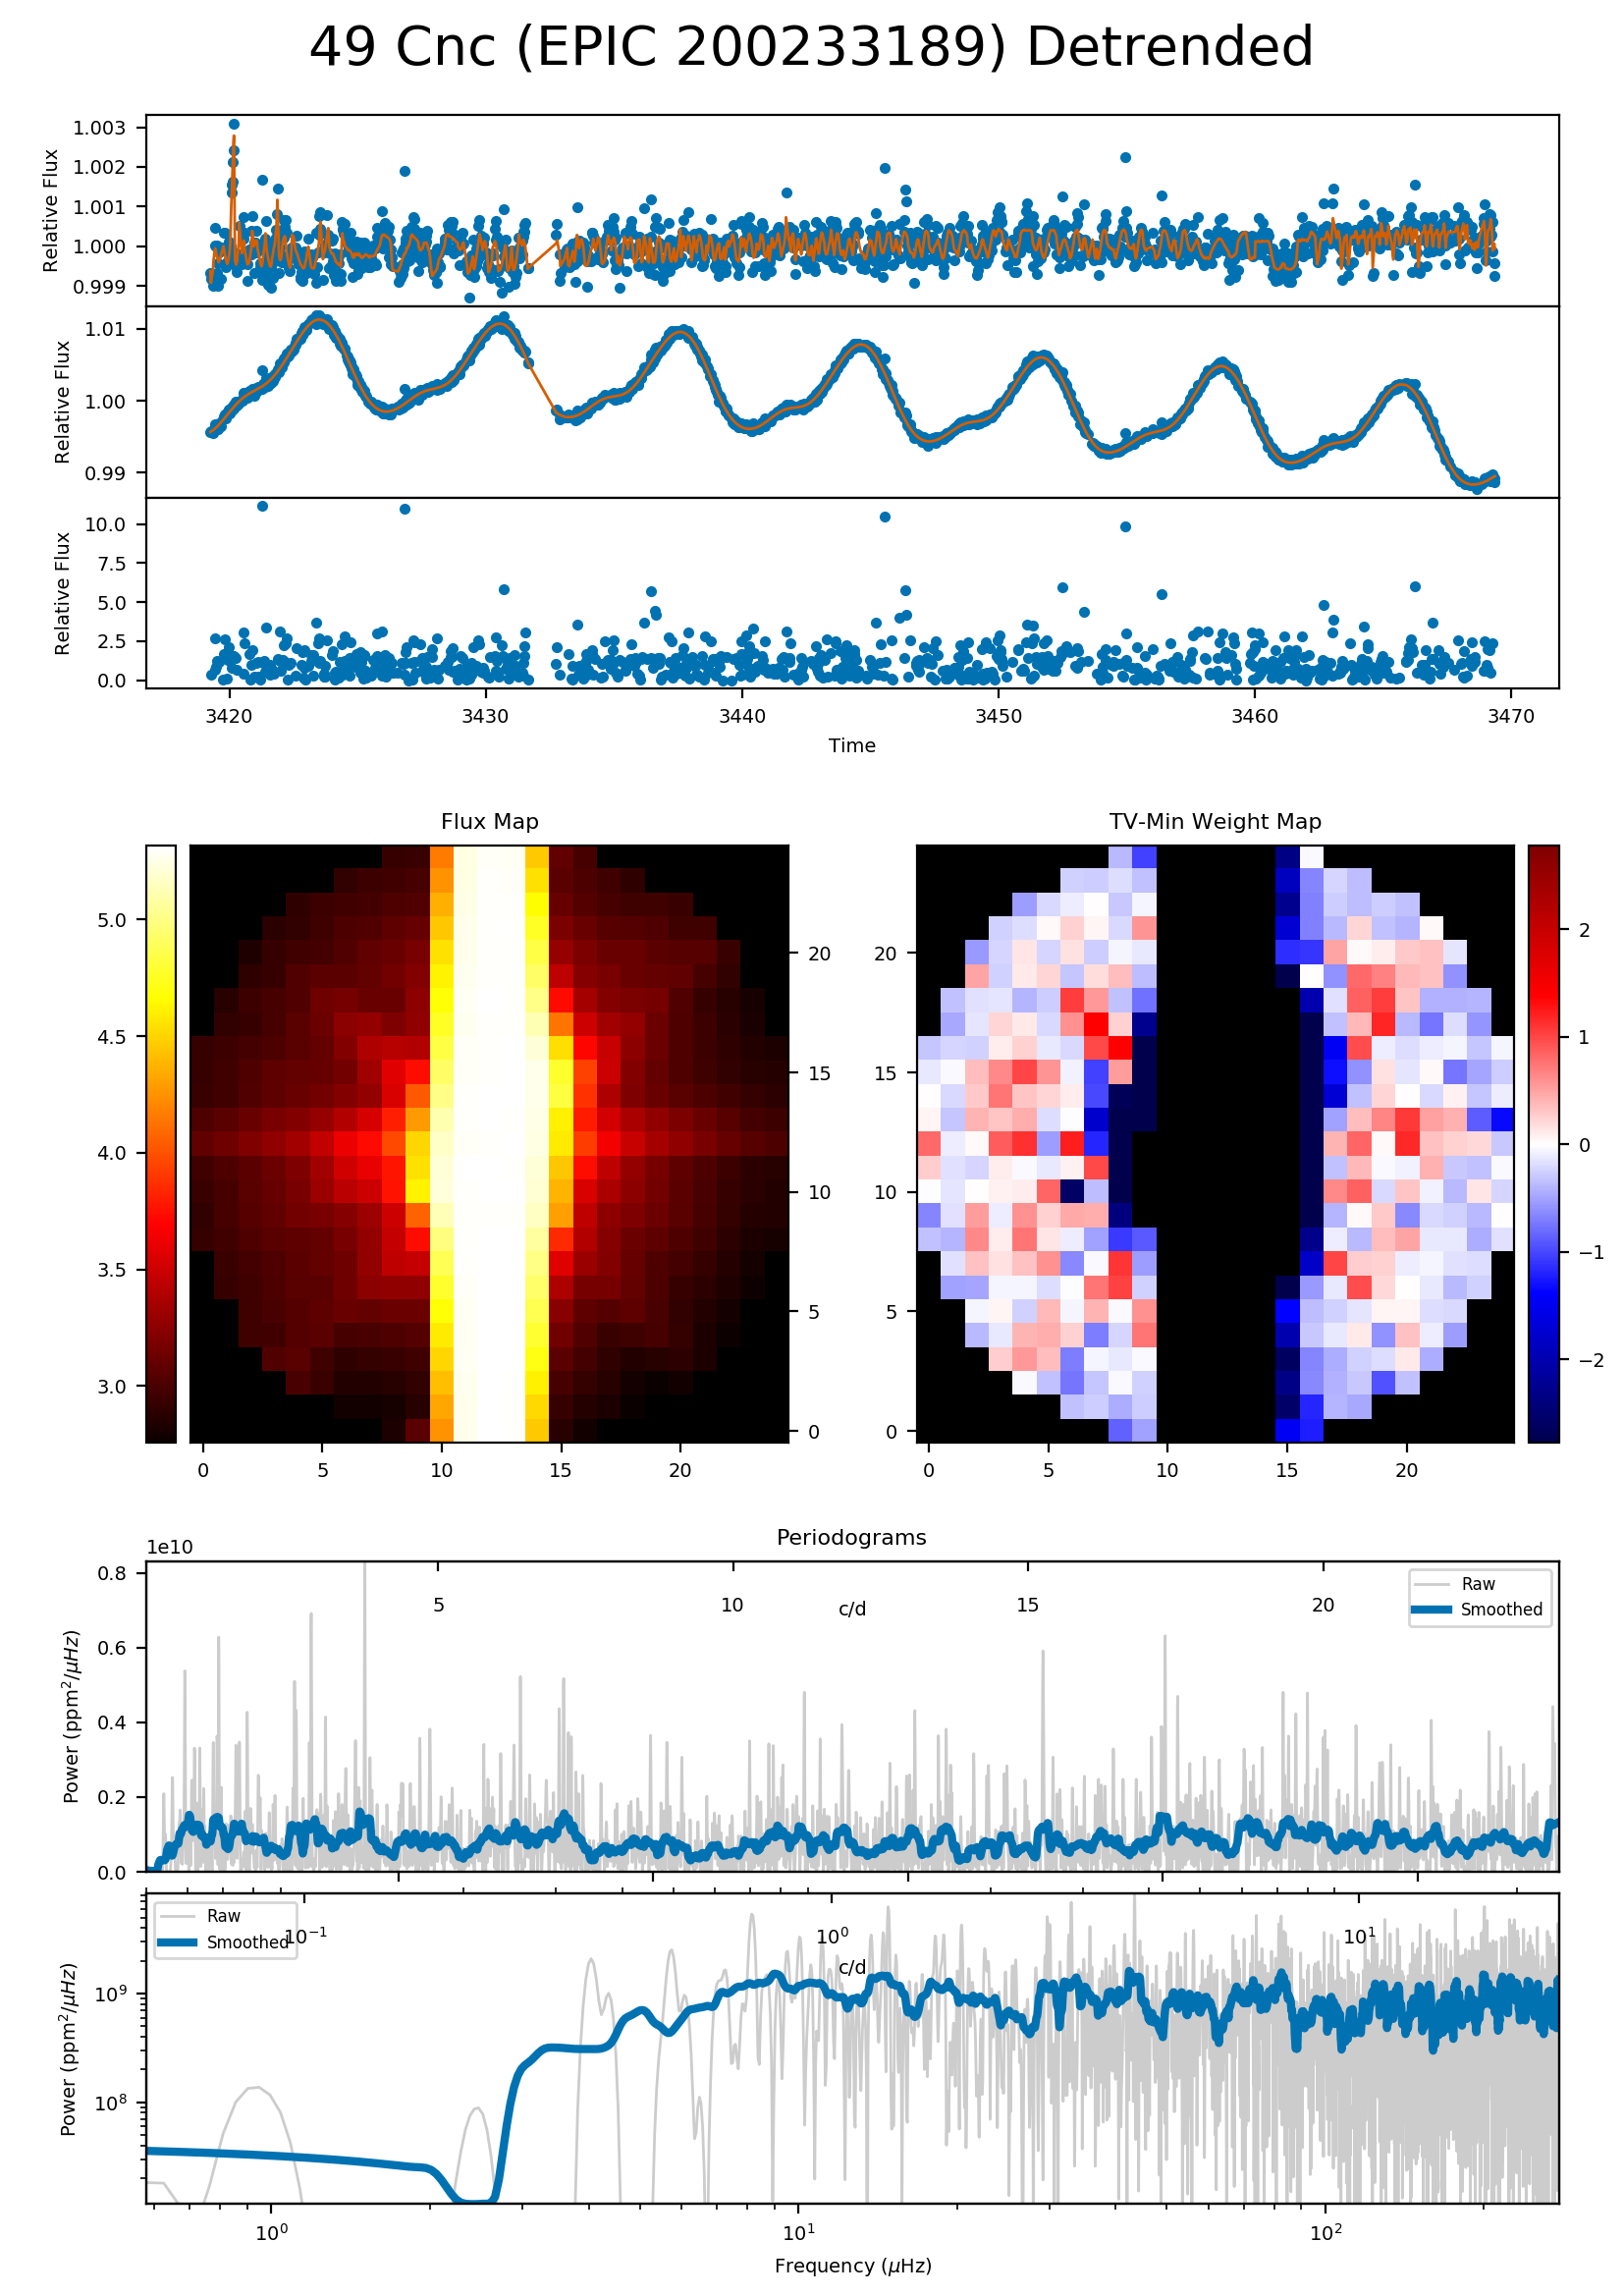 49 Cnc (EPIC 200233189) Detrended
1.003
1.002
1.001
1.000
0.999
Relative Flux
1.01
1.00
0.99
Relative Flux
10.0
7.5
5.0
2.5
0.0
Relative Flux
3420 3430 3440 3450 3460 3470
Time
Flux Map
5.0
4.5
4.0
3.5
3.0
20
15
10
5
0
0 5 10 15 20
TV-Min Weight Map
20
15
10
5
0
0 5 10 15 20
2
1
0
−1
−2
Periodograms
1e10
0.8
0.6
0.4
0.2
0.0
Power (ppm²/μHz)
5 10 15 20
c/d
Raw
Smoothed
Raw
Smoothed
10⁻¹ 10⁰ 10¹
c/d
10⁹
10⁸
Power (ppm²/μHz)
10⁰ 10¹ 10²
Frequency (μHz)